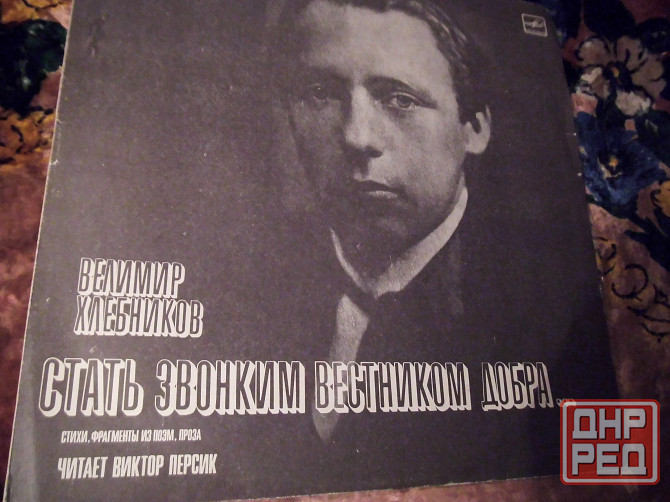 ВЕЛИМИР
ХЛЕБНИКОВ
СТАТЬ ЗВОНКИМ ВЕСТНИКОМ ДОБРА...
СТИХИ, ФРАГМЕНТЫ ИЗ ПОЭМ, ПРОЗА
ЧИТАЕТ ВИКТОР ПЕРСИК
ДНР
РЕД